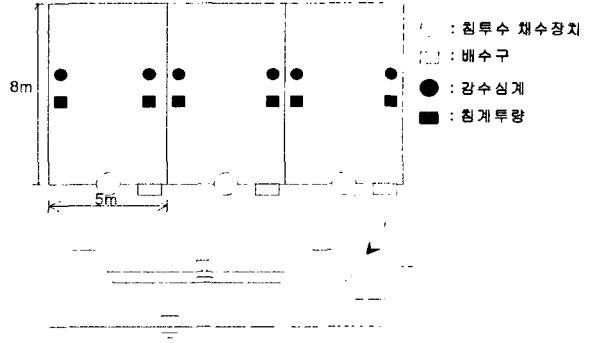 : 침투수 채수장치
: 배수구
8m
: 감수심계
: 침계투량
5m